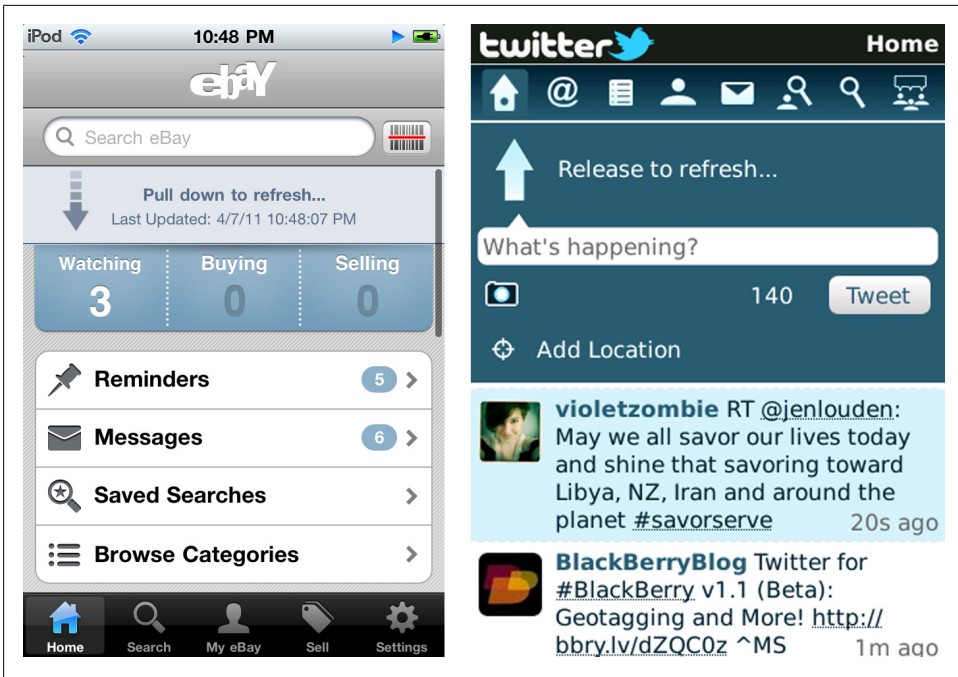 iPod 10:48 PM
ebaY
Search eBay
Pull down to refresh...
Last Updated: 4/7/11 10:48:07 PM
Watching Buying Selling
3 0 0
Reminders 5
Messages 6
Saved Searches
Browse Categories
Home Search My eBay Sell Settings
twitter Home
@
Release to refresh...
What's happening?
140 Tweet
Add Location
violetzombie RT @jenlouden:
May we all savor our lives today
and shine that savoring toward
Libya, NZ, Iran and around the
planet #savorserve 20s ago
BlackBerryBlog Twitter for
#BlackBerry v1.1 (Beta):
Geotagging and More! http://
bbry.lv/dZQC0z ^MS 1m ago